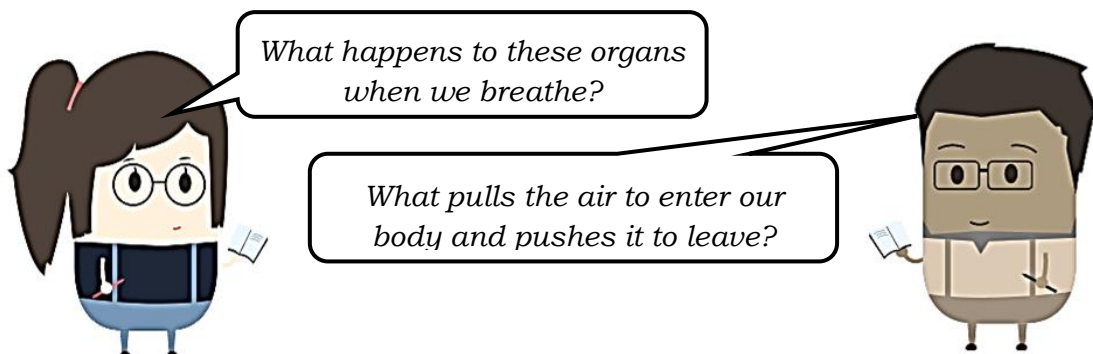 What happens to these organs
when we breathe?
What pulls the air to enter our
body and pushes it to leave?